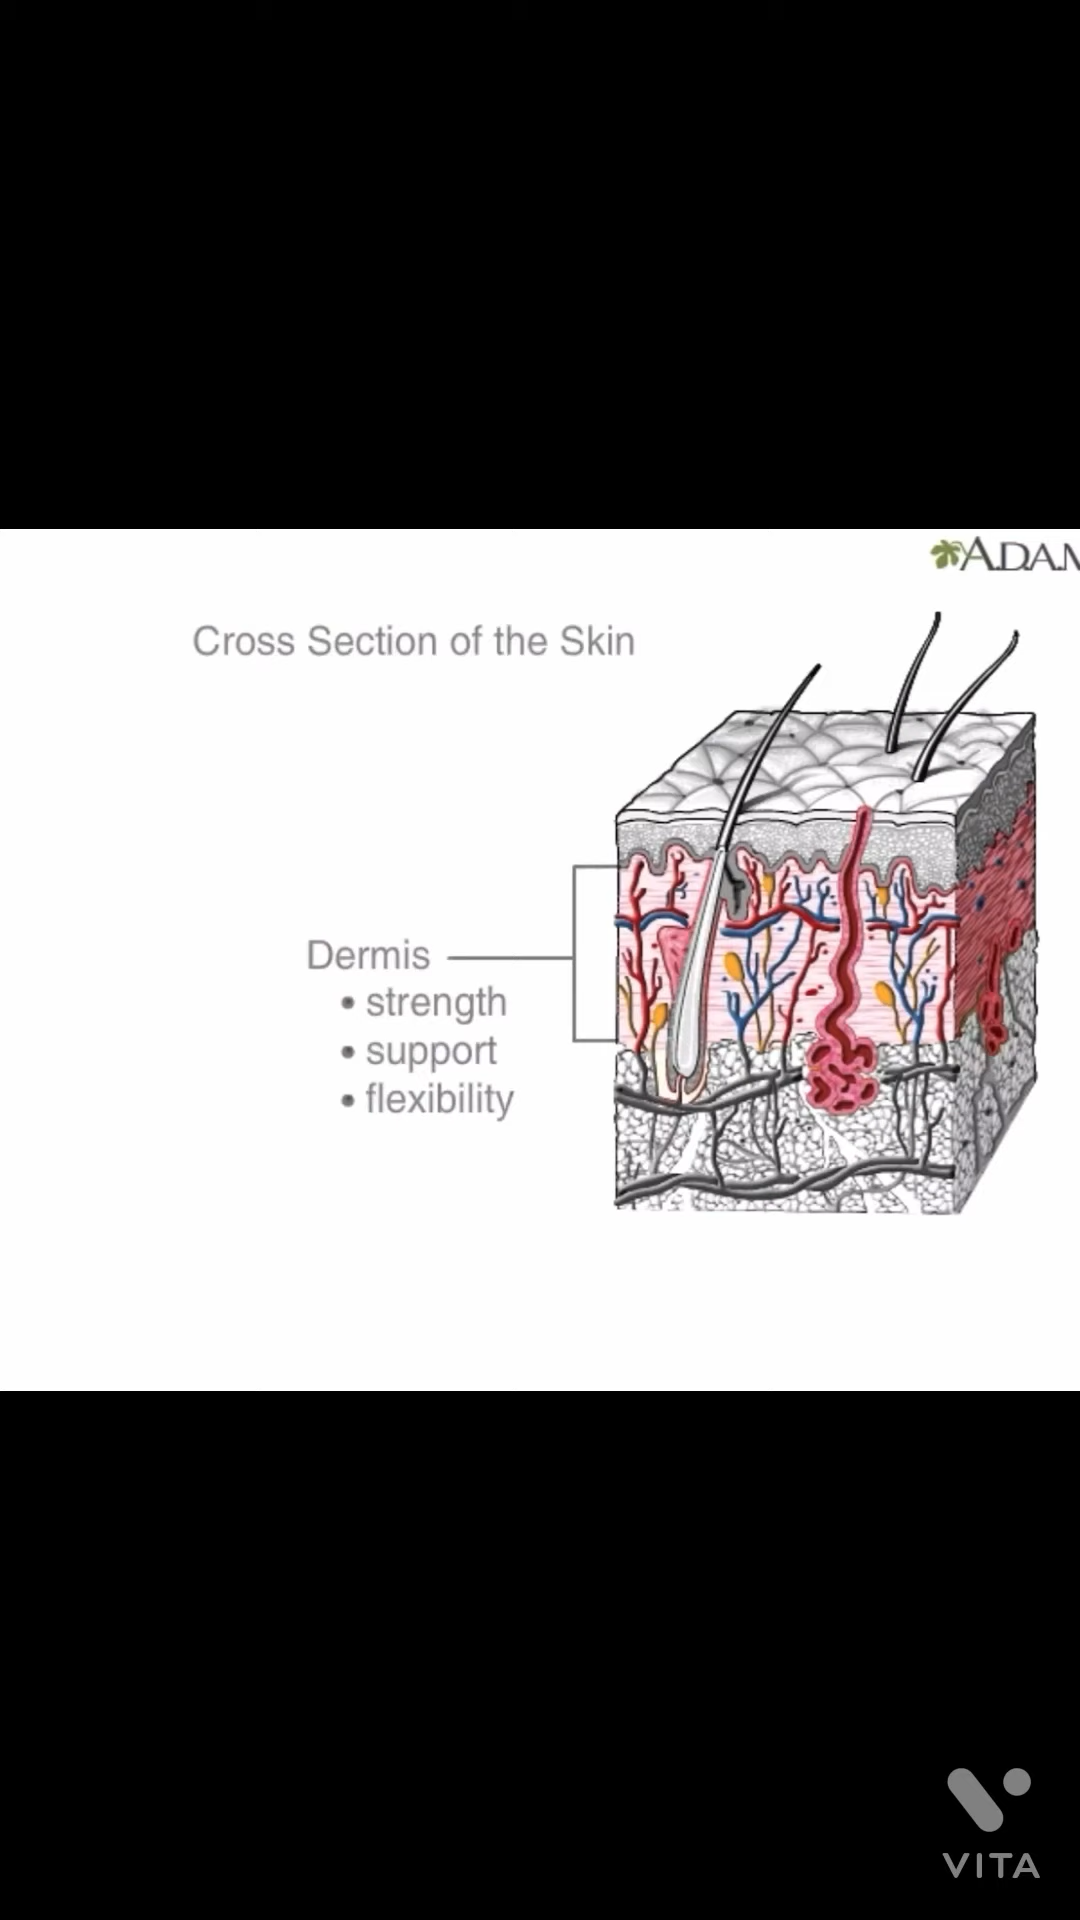 A.D.A.M
Cross Section of the Skin
Dermis
• strength
• support
• flexibility
VITA